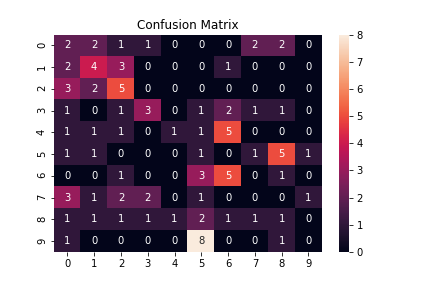 Confusion Matrix
0 2 2 1 1 0 0 0 2 2 0
1 2 4 3 0 0 0 1 0 0 0
2 3 2 5 0 0 0 0 0 0 0
3 1 0 1 3 0 1 2 1 1 0
4 1 1 1 0 1 1 5 0 0 0
5 1 1 0 0 0 1 0 1 5 1
6 0 0 1 0 0 3 5 0 1 0
7 3 1 2 2 0 1 0 0 0 1
8 1 1 1 1 1 2 1 1 1 0
9 1 0 0 0 0 8 0 0 1 0
0 1 2 3 4 5 6 7 8 9
8
7
6
5
4
3
2
1
0